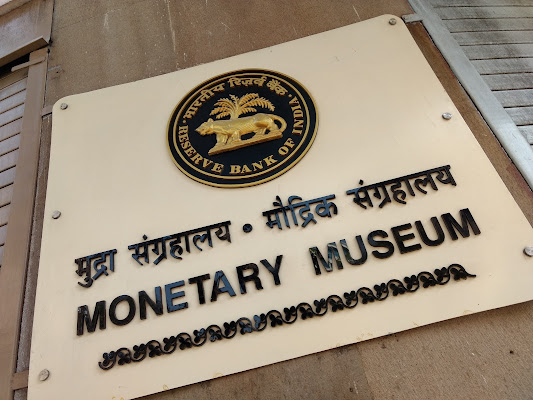 भारतीय रिज़र्व बैंक
RESERVE BANK OF INDIA
मुद्रा संग्रहालय • मौद्रिक संग्रहालय
MONETARY MUSEUM